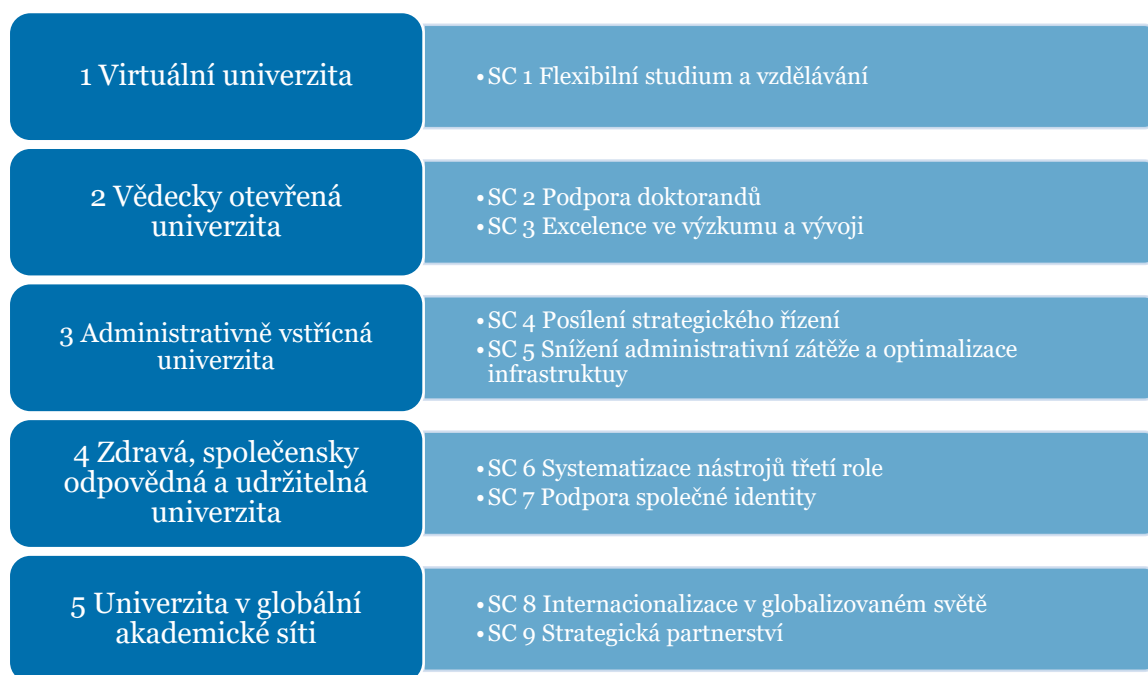 1 Virtuální univerzita
•SC 1 Flexibilní studium a vzdělávání
2 Vědecky otevřená
univerzita
•SC 2 Podpora doktorandů
•SC 3 Excelence ve výzkumu a vývoji
3 Administrativně vstřícná
univerzita
•SC 4 Posílení strategického řízení
•SC 5 Snížení administrativní zátěže a optimalizace
infrastruktuy
4 Zdravá, společensky
odpovědná a udržitelná
univerzita
•SC 6 Systematizace nástrojů třetí role
•SC 7 Podpora společné identity
5 Univerzita v globální
akademické síti
•SC 8 Internacionalizace v globalizovaném světě
•SC 9 Strategická partnerství